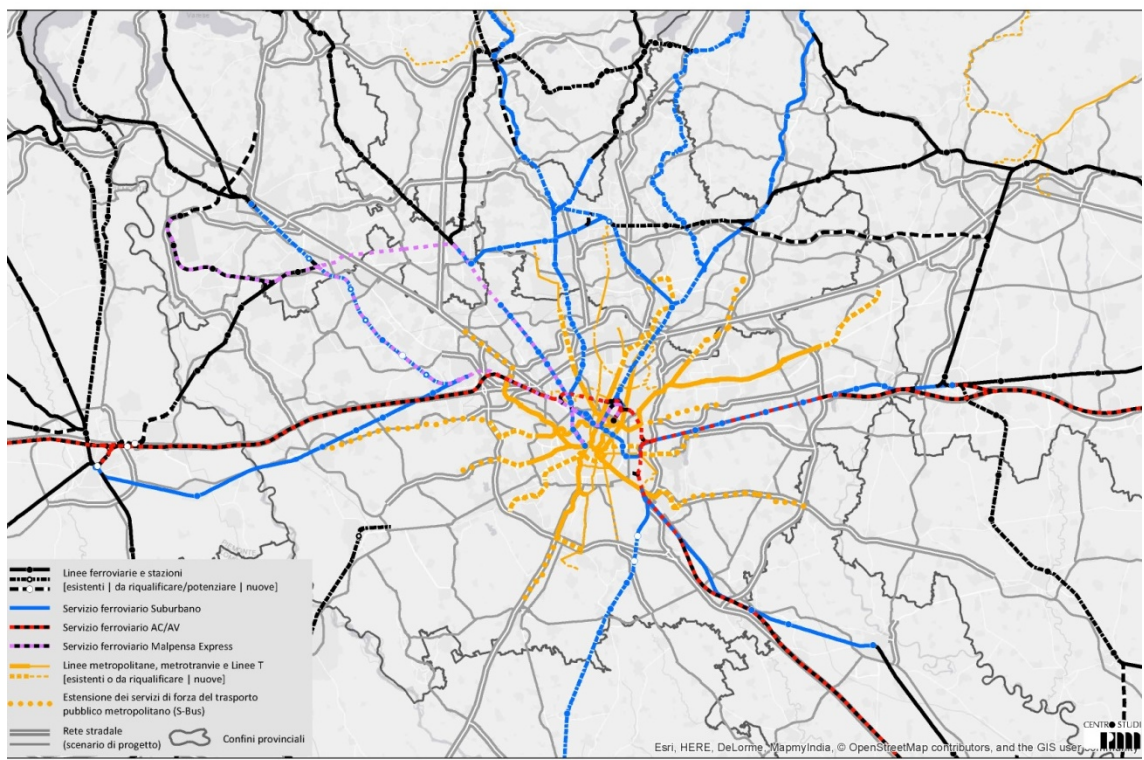 Linee ferroviarie e stazioni
[esistenti | da riqualificare/potenziare | nuove]
Servizio ferroviario Suburbano
Servizio ferroviario AC/AV
Servizio ferroviario Malpensa Express
Linee metropolitane, metrotranvie e Linee T
[esistenti o da riqualificare | nuove]
Estensione dei servizi di forza del trasporto
pubblico metropolitano (S-Bus)
Rete stradale
(scenario di progetto)
Confini provinciali
CENTRO STUDI
Esri, HERE, DeLorme, MapmyIndia, © OpenStreetMap contributors, and the GIS user community